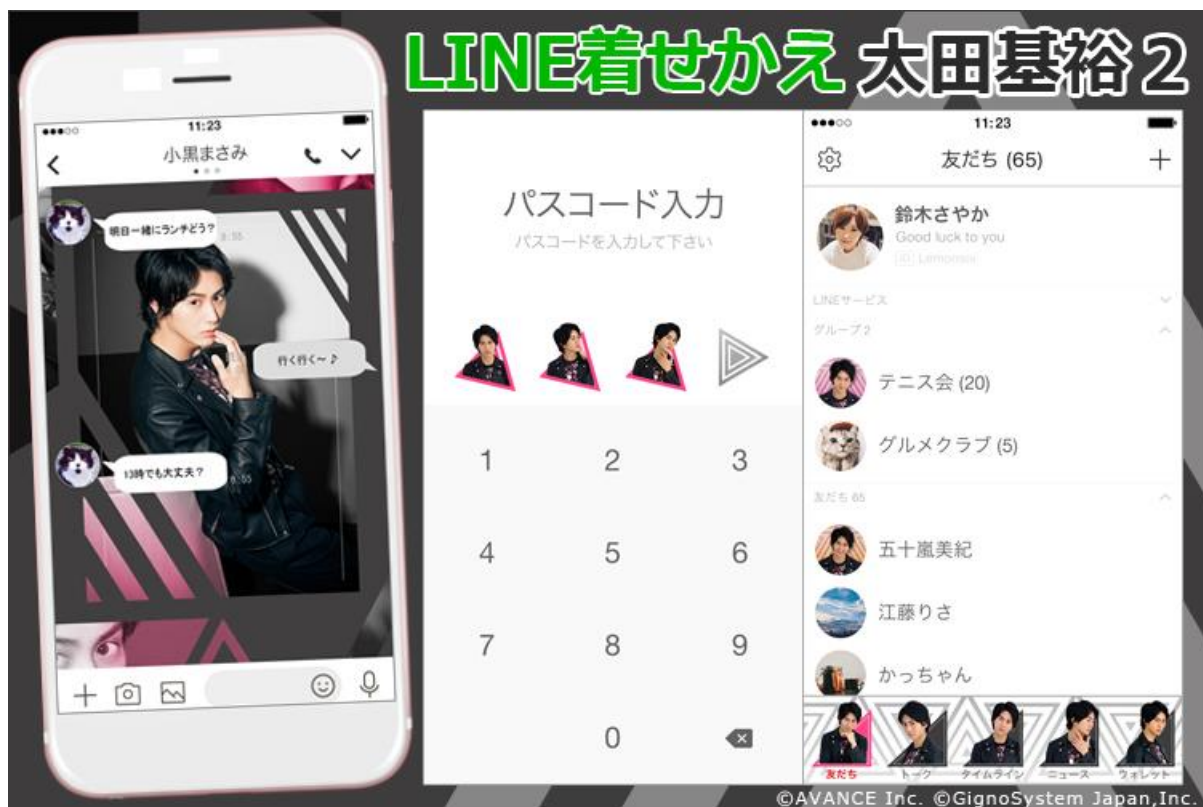 LINE着せかえ 太田基裕2
11:23
小黒まさみ
明日一緒にランチどう?
8:55
行く行く~♪
13時でも大丈夫?
8:55
パスコード入力
パスコードを入力して下さい
1 2 3
4 5 6
7 8 9
0
11:23
友だち (65)
鈴木さやか
Good luck to you
LINEサービス
グループ 2
テニス会 (20)
グルメクラブ (5)
友だち 65
五十嵐美紀
江藤りさ
かっちゃん
友だち トーク タイムライン ニュース ウォレット
©AVANCE Inc. ©GignoSystem Japan,Inc.